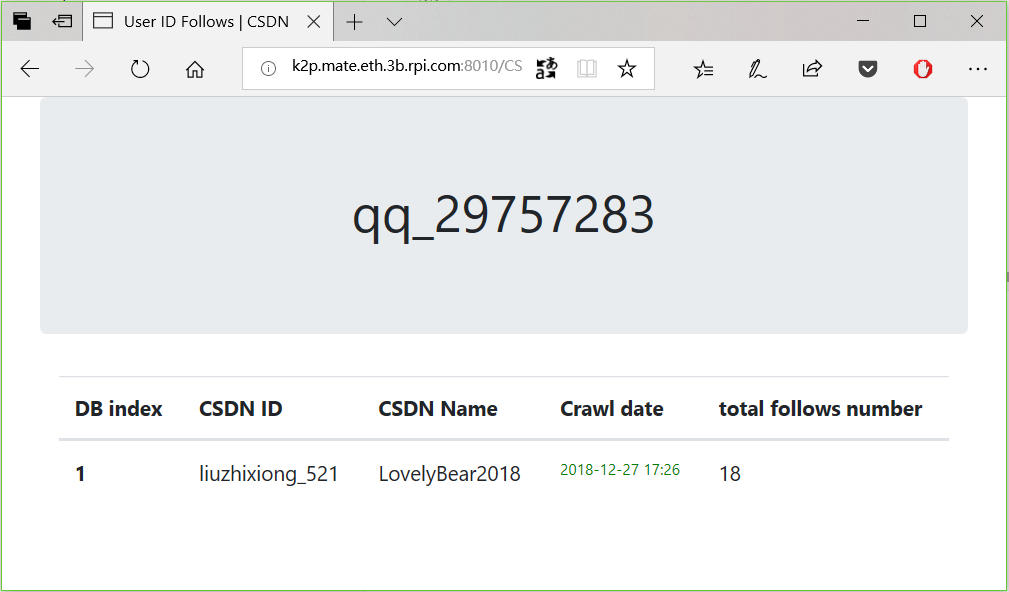 User ID Follows | CSDN
k2p.mate.eth.3b.rpi.com:8010/CS
qq_29757283
DB index CSDN ID CSDN Name Crawl date total follows number
1 liuzhixiong_521 LovelyBear2018 2018-12-27 17:26 18